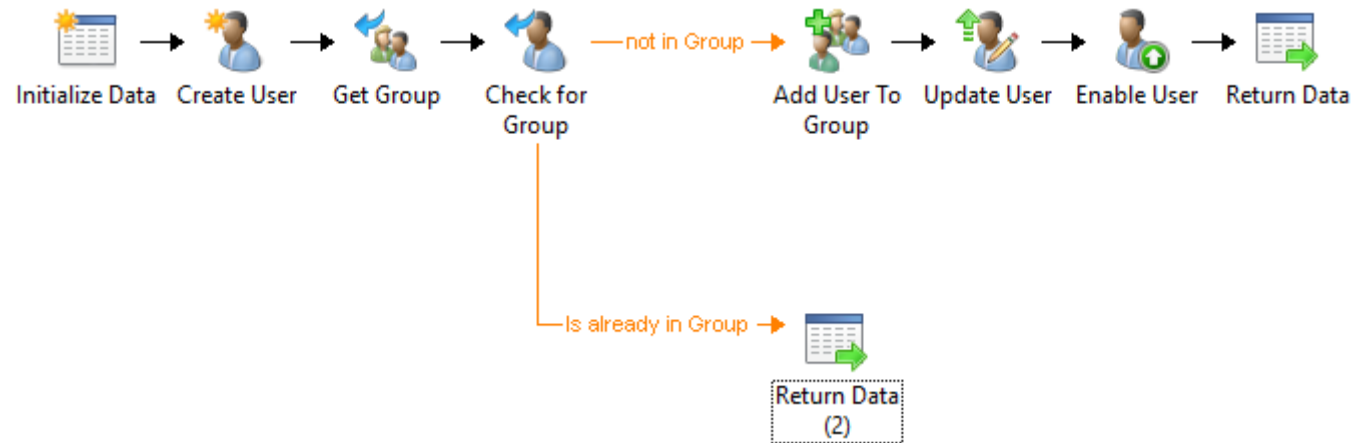 not in Group
Initialize Data
Create User
Get Group
Check for
Group
Add User To
Group
Update User
Enable User
Return Data
Is already in Group
Return Data
(2)